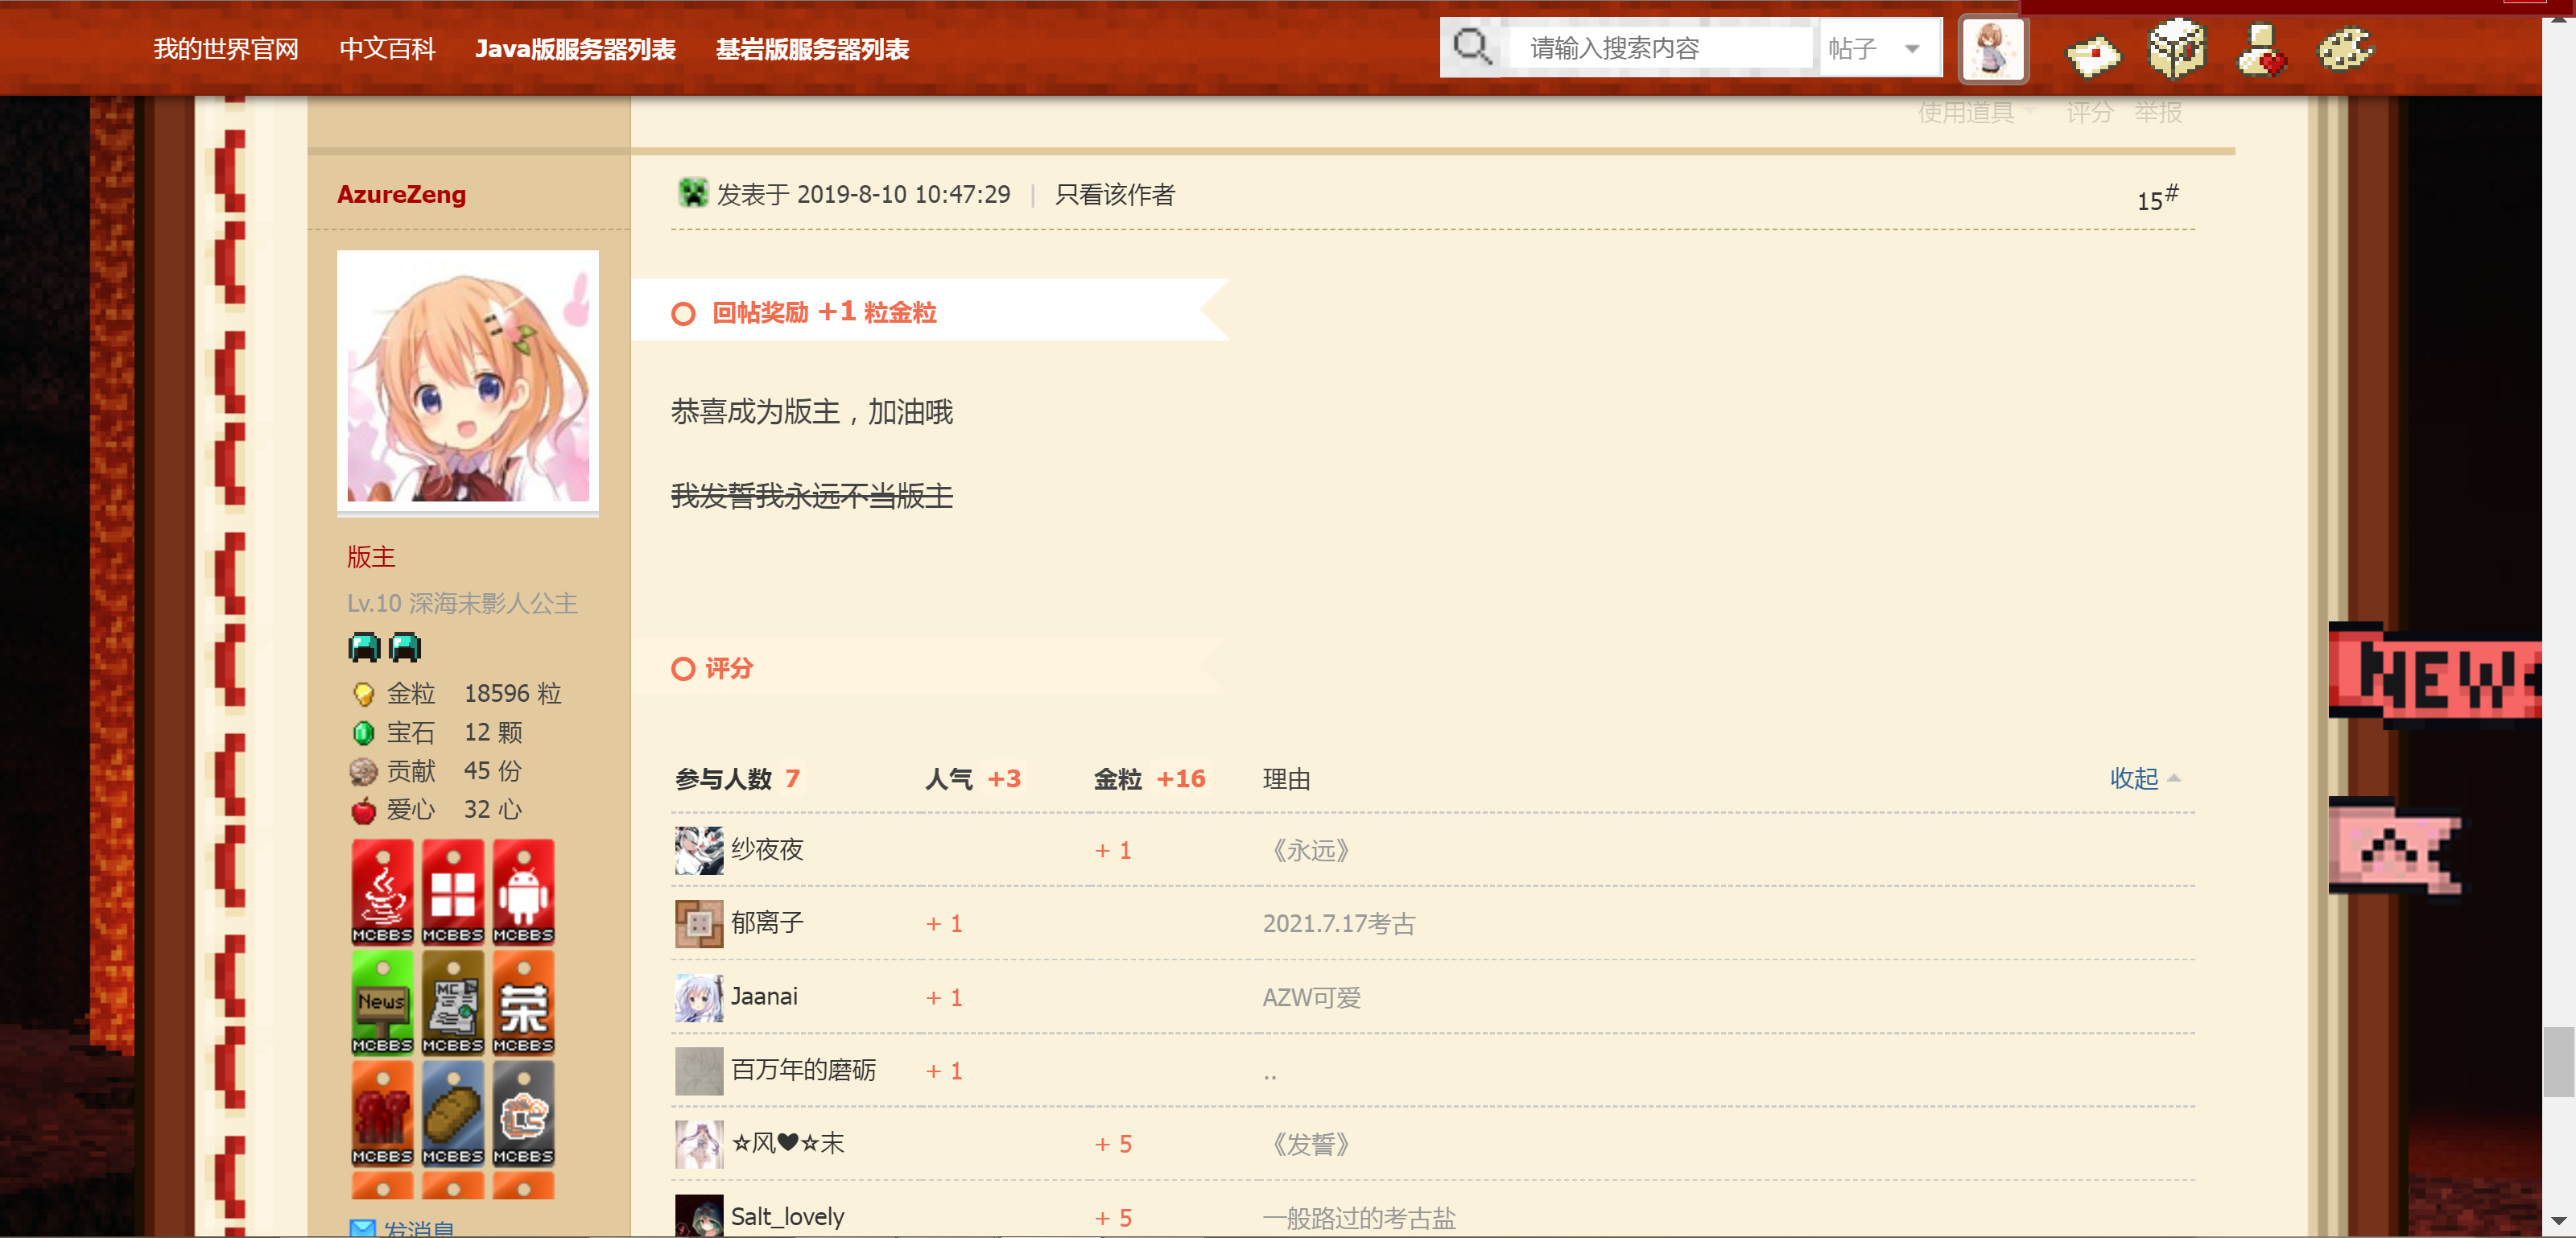 我的世界官网 中文百科 Java版服务器列表 基岩版服务器列表 请输入搜索内容 帖子
使用道具 评分 举报
AzureZeng
发表于 2019-8-10 10:47:29 | 只看该作者 15#
回帖奖励 +1 粒金粒
恭喜成为版主，加油哦
我发誓我永远不当版主
版主
Lv.10 深海末影人公主
金粒 18596 粒
宝石 12 颗
贡献 45 份
爱心 32 心
MCBBS MCBBS MCBBS
News MC 荣
MCBBS MCBBS MCBBS
MCBBS MCBBS MCBBS
发消息
评分
参与人数 7 人气 +3 金粒 +16 理由 收起
纱夜夜 + 1 《永远》
郁离子 + 1 2021.7.17考古
Jaanai + 1 AZW可爱
百万年的磨砺 + 1 ..
☆风♥☆末 + 5 《发誓》
Salt_lovely + 5 一般路过的考古盐
NEW